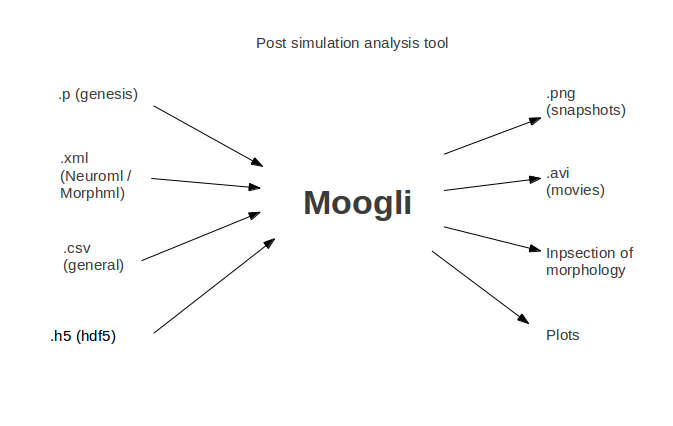 Post simulation analysis tool
.p (genesis)
.xml
(Neuroml /
Morphml)
.csv
(general)
.h5 (hdf5)
Moogli
.png
(snapshots)
.avi
(movies)
Inpsection of
morphology
Plots